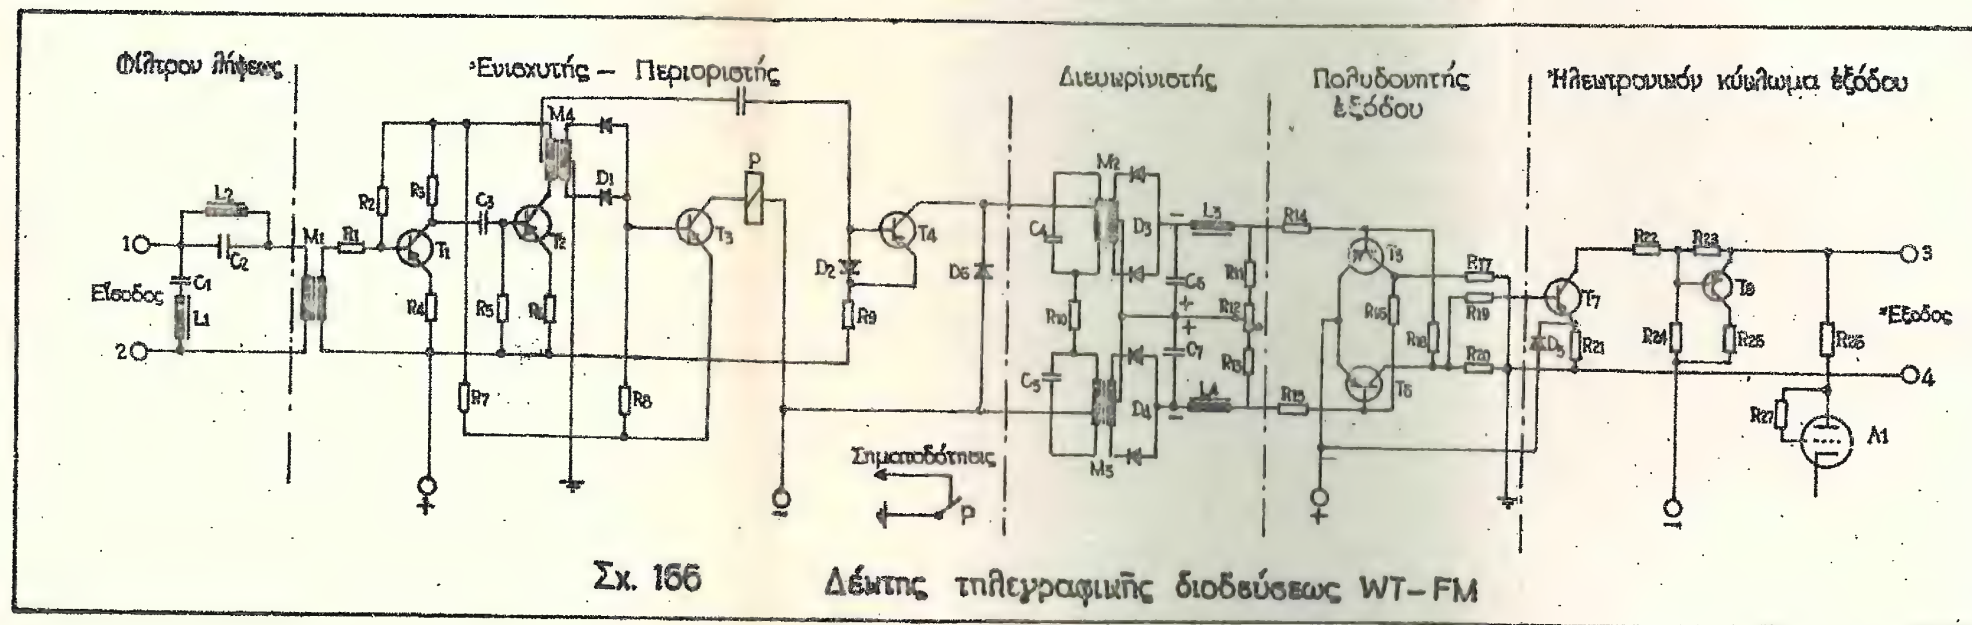 Φίλτρον λήψεως
Ἐνισχυτής – Περιοριστής
Διευκρίνιστής
Πολυδονητής
ἐξόδου
Ἠλεκτρονικόν κύκλωμα ἐξόδου
M4
P
D1
M2
L2
R2
R3
C3
T1
T2
T3
T4
1
C2
M1
R1
C1
Εἴσοδος
L1
2
R4
R5
R7
R8
D2
R9
D6
C4
D3
L3
R14
C6
R11
R12
R10
C7
R13
C5
D4
L4
R15
M3
T5
R17
R16
R19
R18
R20
T6
R22
R23
3
T7
T8
Ἔξοδος
R24
R25
R26
D5
R21
4
R27
Λ1
Σηματοδότησις
P
+
–
+
–
Σχ. 166 Δέκτης τηλεγραφικῆς διοδεύσεως WT–FM